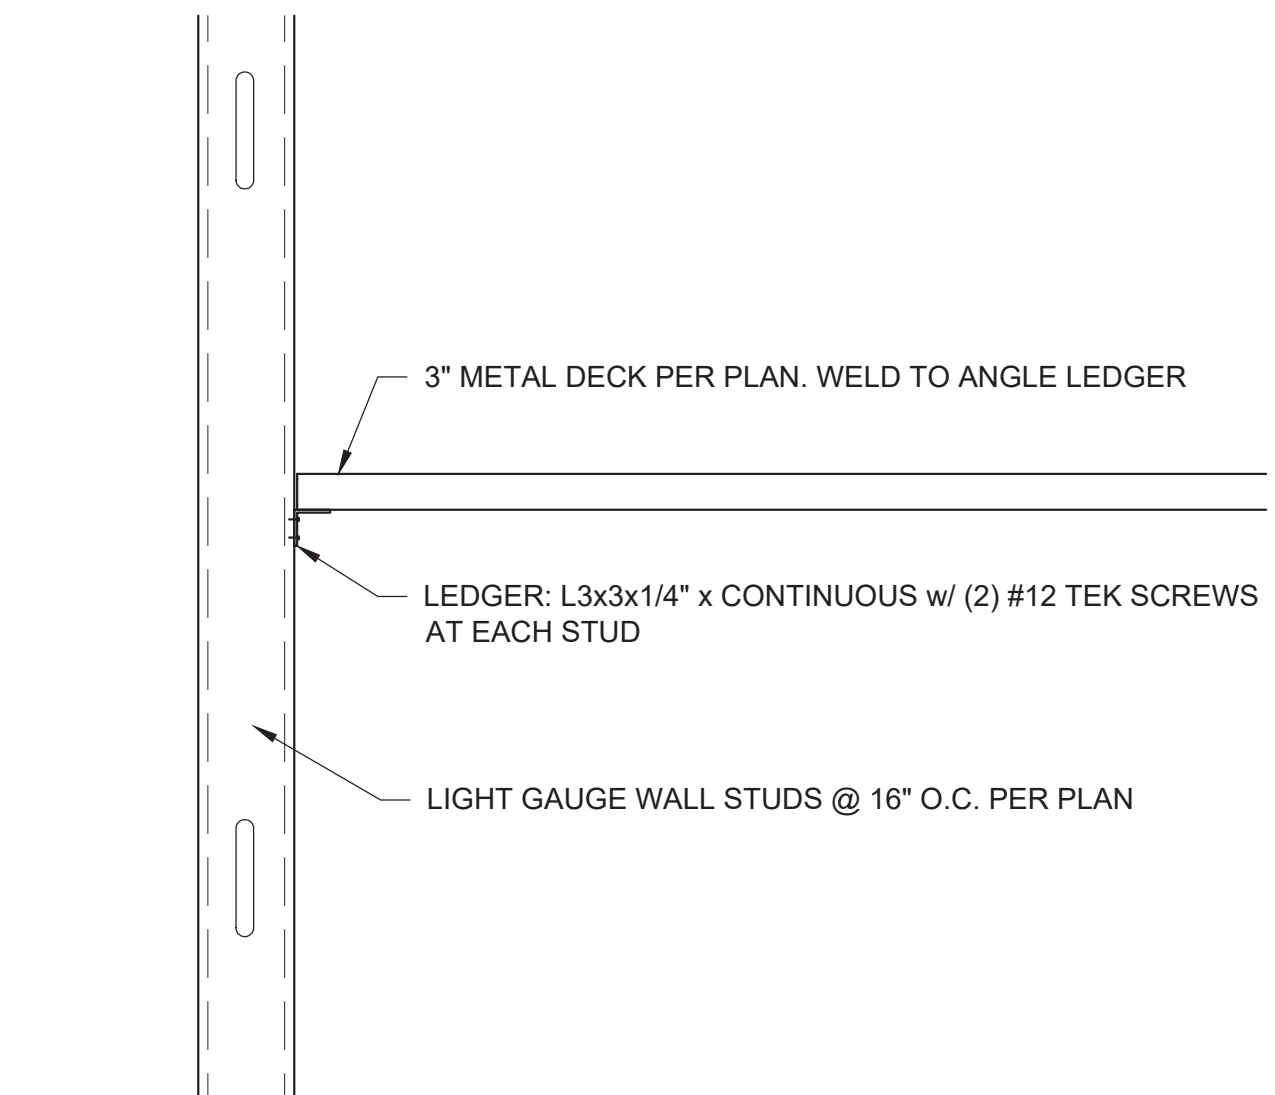 3" METAL DECK PER PLAN. WELD TO ANGLE LEDGER
LEDGER: L3x3x1/4" x CONTINUOUS w/ (2) #12 TEK SCREWS
AT EACH STUD
LIGHT GAUGE WALL STUDS @ 16" O.C. PER PLAN